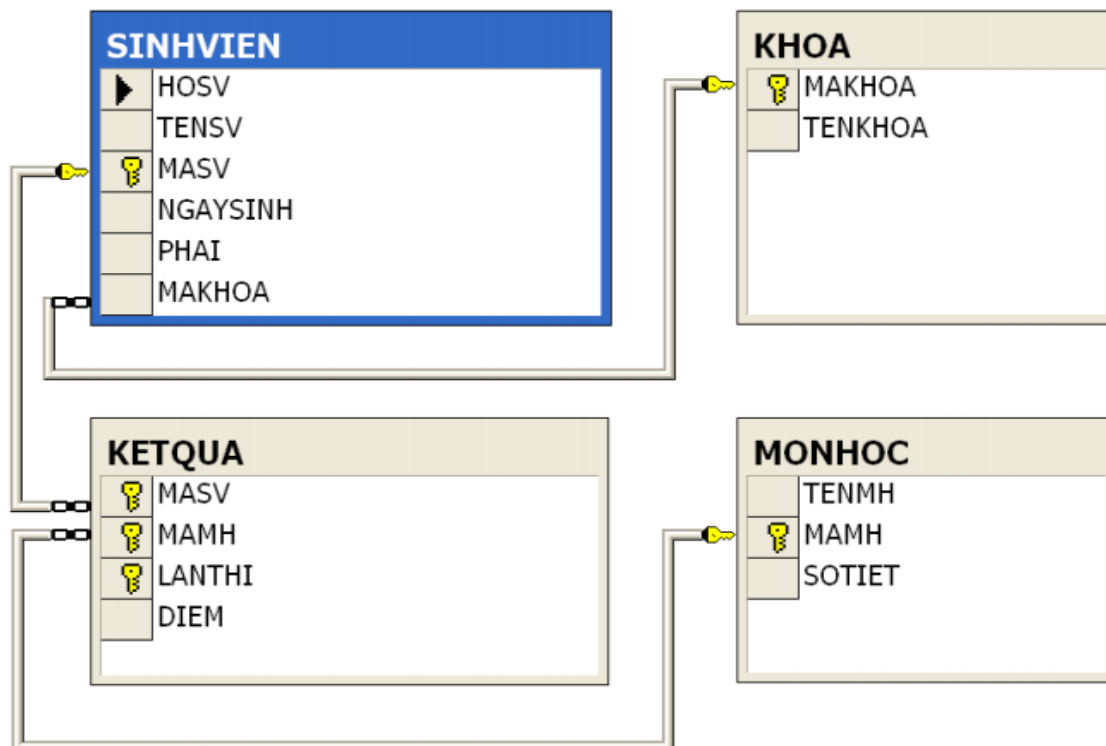 SINHVIEN
HOSV
TENSV
MASV
NGAYSINH
PHAI
MAKHOA
KHOA
MAKHOA
TENKHOA
KETQUA
MASV
MAMH
LANTHI
DIEM
MONHOC
TENMH
MAMH
SOTIET